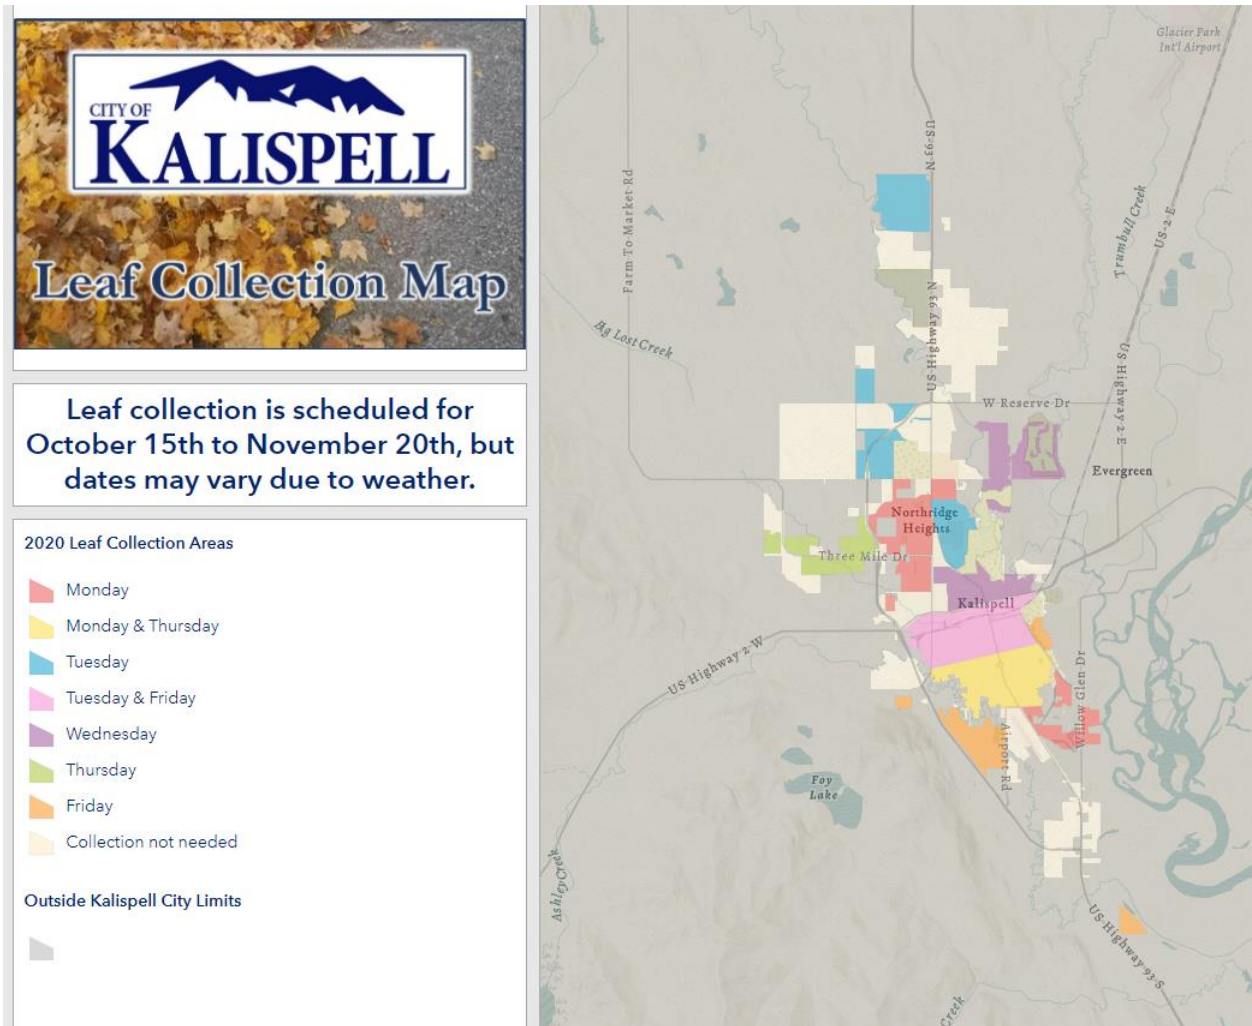 CITY OF
KALISPELL
Leaf Collection Map
Leaf collection is scheduled for
October 15th to November 20th, but
dates may vary due to weather.
2020 Leaf Collection Areas
Monday
Monday & Thursday
Tuesday
Tuesday & Friday
Wednesday
Thursday
Friday
Collection not needed
Outside Kalispell City Limits
Glacier Park
Int'l Airport
US-93 N
Farm To Market Rd
Trumbull Creek
US-2 E
Ag Lost Creek
US Highway 93 N
US Highway 2 E
W Reserve Dr
Evergreen
Northridge
Heights
Three Mile Dr
Kalispell
US Highway 2 W
Willow Glen Dr
Airport Rd
Foy
Lake
Ashley Creek
US Highway 93 S
Creek